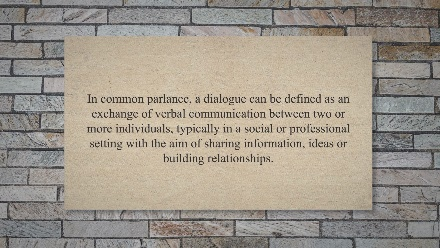 In common parlance, a dialogue can be defined as an
exchange of verbal communication between two or
more individuals, typically in a social or professional
setting with the aim of sharing information, ideas or
building relationships.